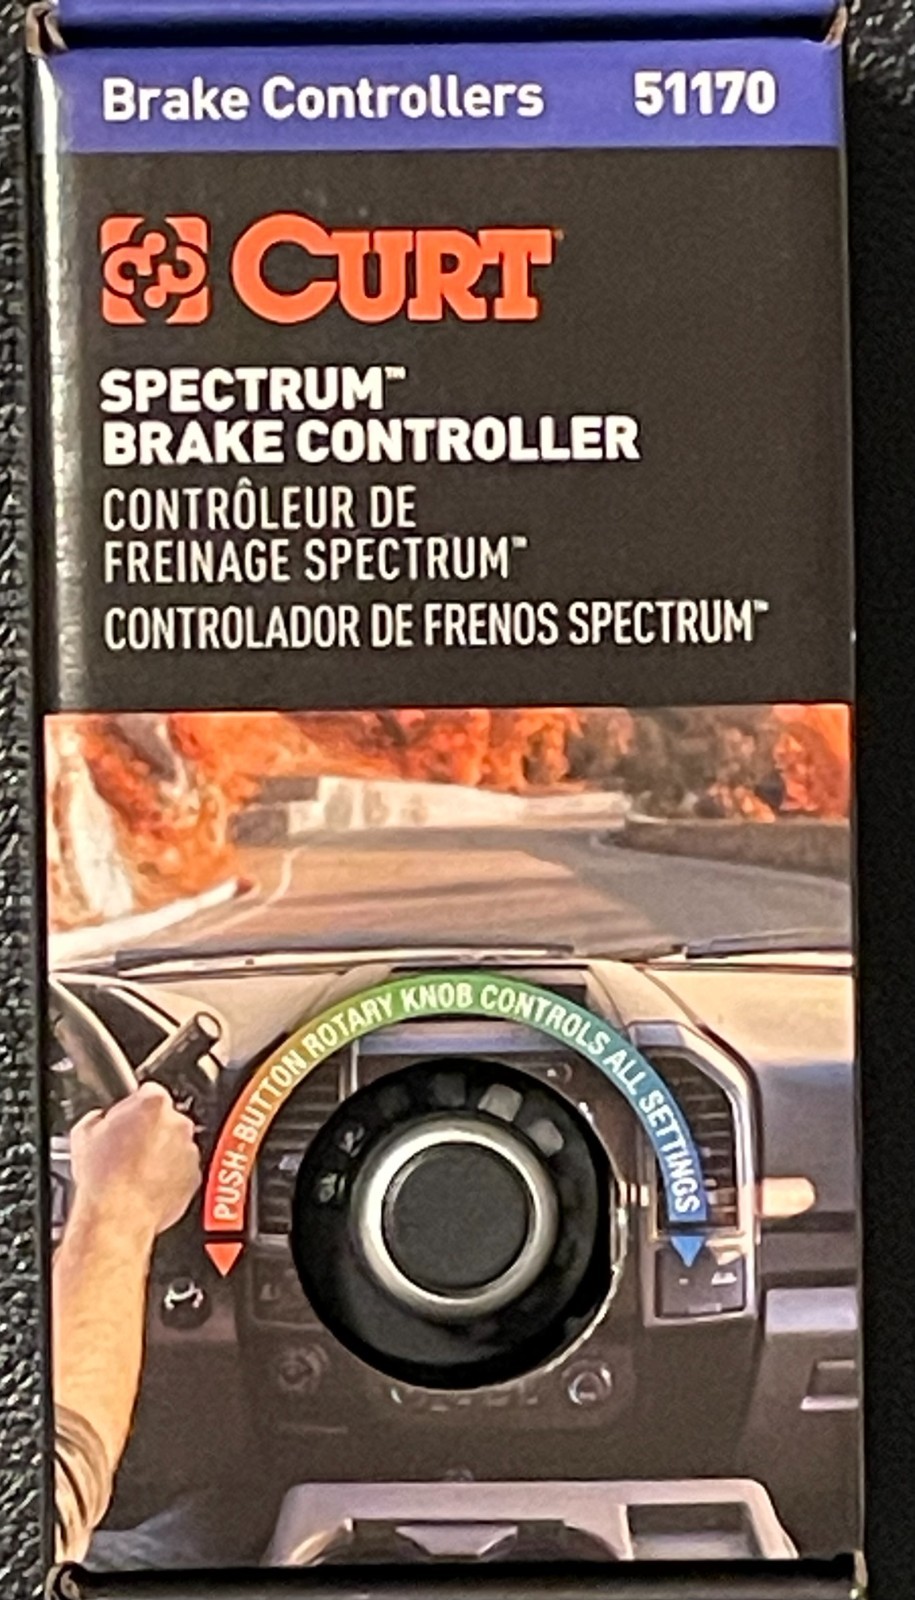 Brake Controllers 51170
CURT
SPECTRUM™
BRAKE CONTROLLER
CONTRÔLEUR DE
FREINAGE SPECTRUM™
CONTROLADOR DE FRENOS SPECTRUM™
PUSH-BUTTON ROTARY KNOB CONTROLS ALL SETTINGS